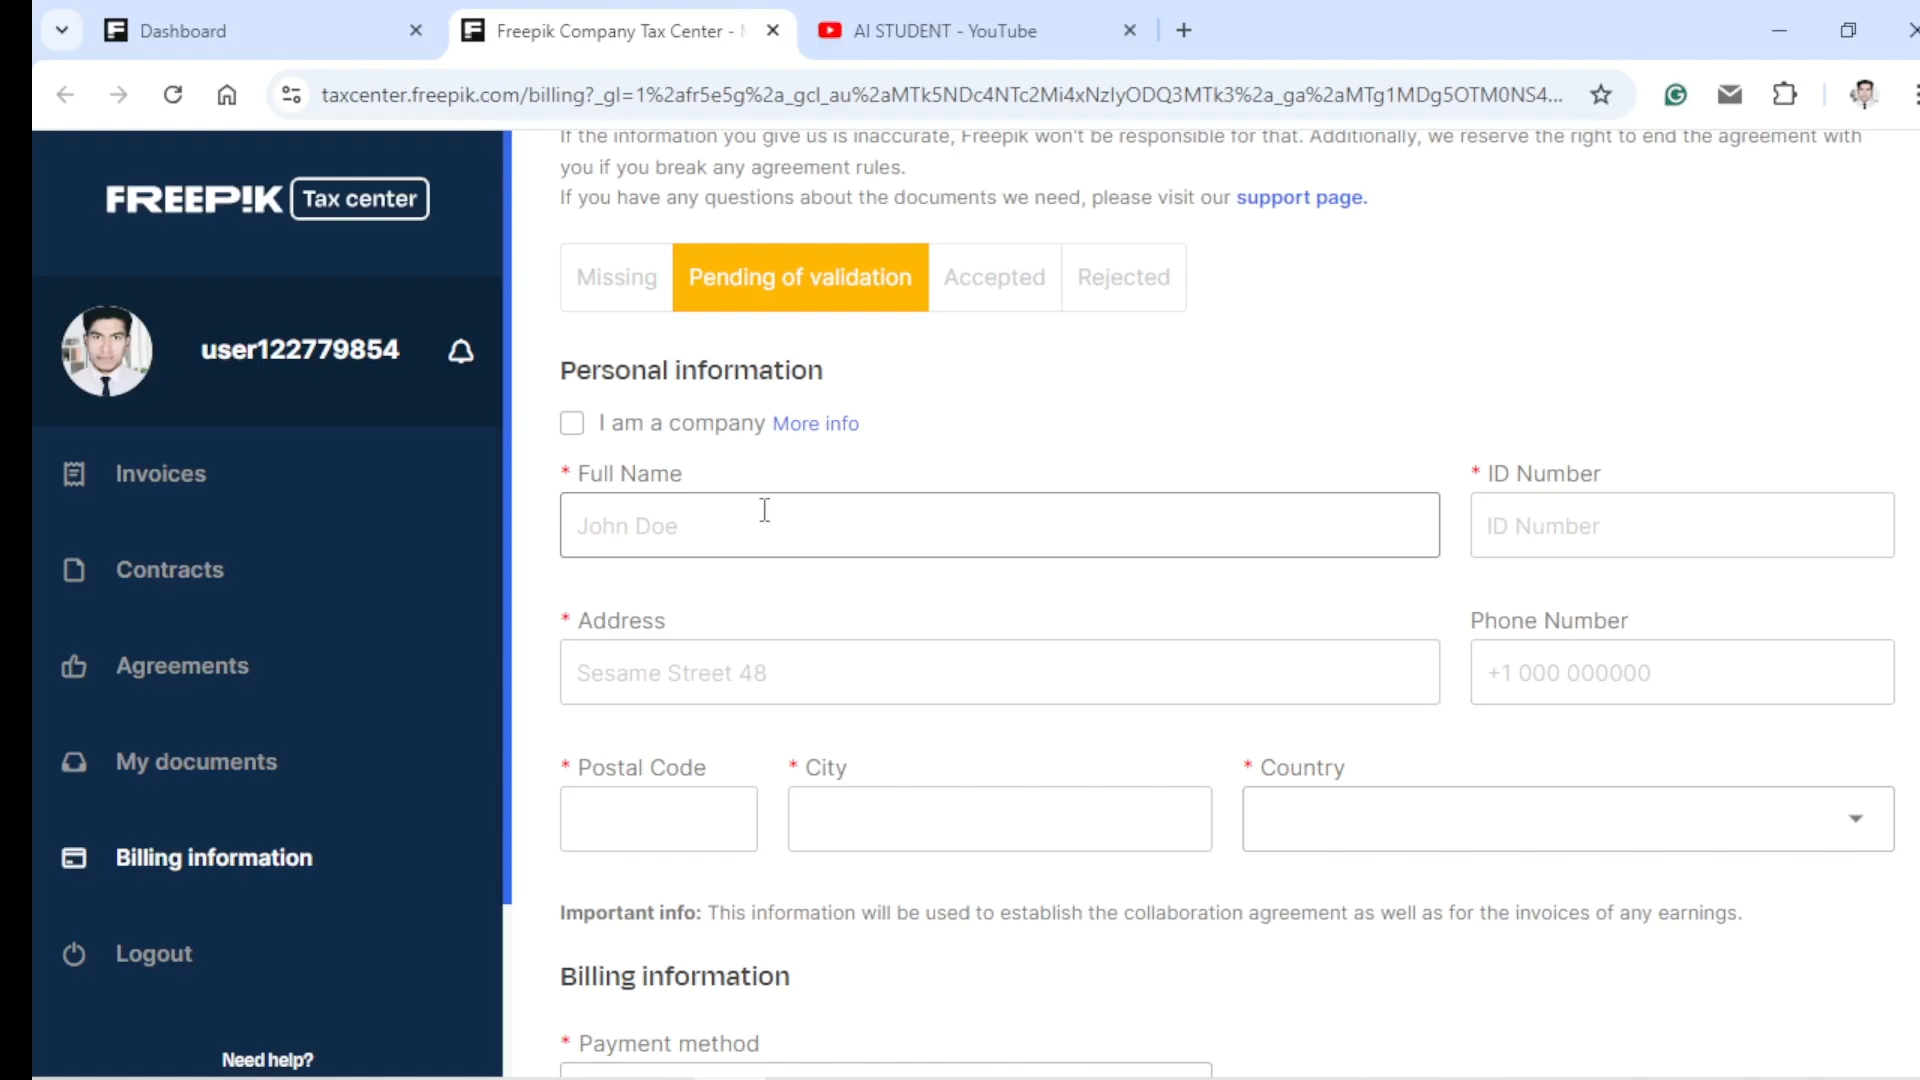 Dashboard
Freepik Company Tax Center -
AI STUDENT - YouTube
taxcenter.freepik.com/billing?_gl=1%2afr5e5g%2a_gcl_au%2aMTk5NDc4NTc2Mi4xNzIyODQ3MTk3%2a_ga%2aMTg1MDg5OTM0NS4...
FREEPIK Tax center
user122779854
Invoices
Contracts
Agreements
My documents
Billing information
Logout
Need help?
If the information you give us is inaccurate, Freepik won't be responsible for that. Additionally, we reserve the right to end the agreement with
you if you break any agreement rules.
If you have any questions about the documents we need, please visit our support page.
Missing Pending of validation Accepted Rejected
Personal information
I am a company More info
* Full Name * ID Number
John Doe ID Number
* Address Phone Number
Sesame Street 48 +1 000 000000
* Postal Code * City * Country
Important info: This information will be used to establish the collaboration agreement as well as for the invoices of any earnings.
Billing information
* Payment method